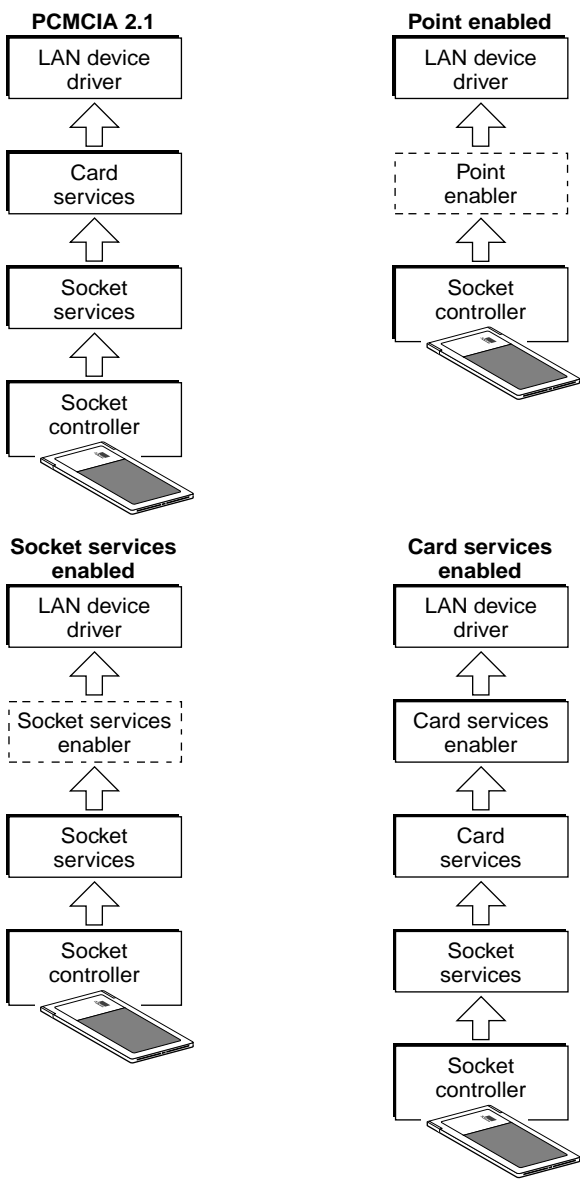 PCMCIA 2.1
LAN device
driver
Card
services
Socket
services
Socket
controller
Point enabled
LAN device
driver
Point
enabler
Socket
controller
Socket services
enabled
LAN device
driver
Socket services
enabler
Socket
services
Socket
controller
Card services
enabled
LAN device
driver
Card services
enabler
Card
services
Socket
services
Socket
controller